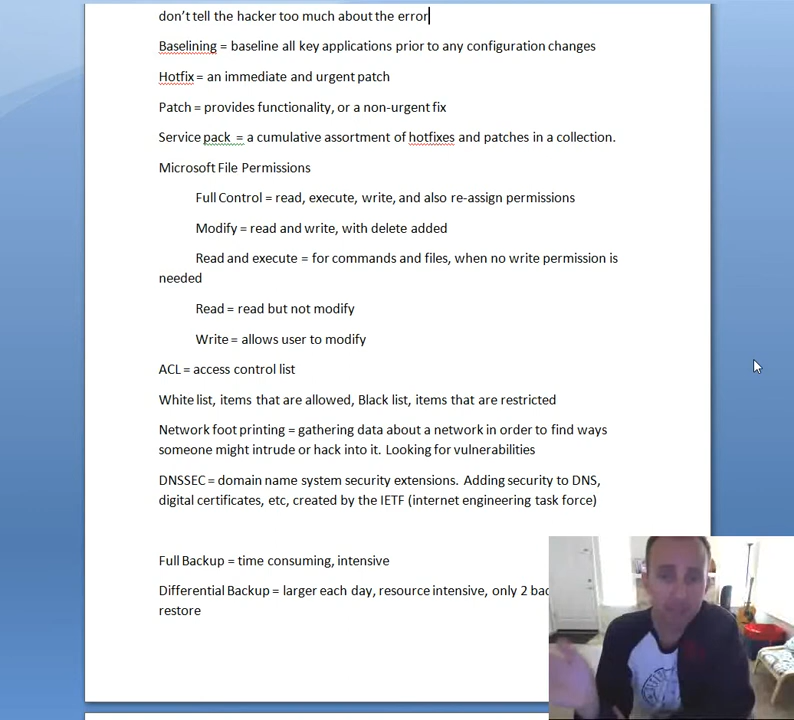 don't tell the hacker too much about the error
Baselining = baseline all key applications prior to any configuration changes
Hotfix = an immediate and urgent patch
Patch = provides functionality, or a non-urgent fix
Service pack = a cumulative assortment of hotfixes and patches in a collection.
Microsoft File Permissions
Full Control = read, execute, write, and also re-assign permissions
Modify = read and write, with delete added
Read and execute = for commands and files, when no write permission is
needed
Read = read but not modify
Write = allows user to modify
ACL = access control list
White list, items that are allowed, Black list, items that are restricted
Network foot printing = gathering data about a network in order to find ways
someone might intrude or hack into it. Looking for vulnerabilities
DNSSEC = domain name system security extensions. Adding security to DNS,
digital certificates, etc, created by the IETF (internet engineering task force)
Full Backup = time consuming, intensive
Differential Backup = larger each day, resource intensive, only 2
restore